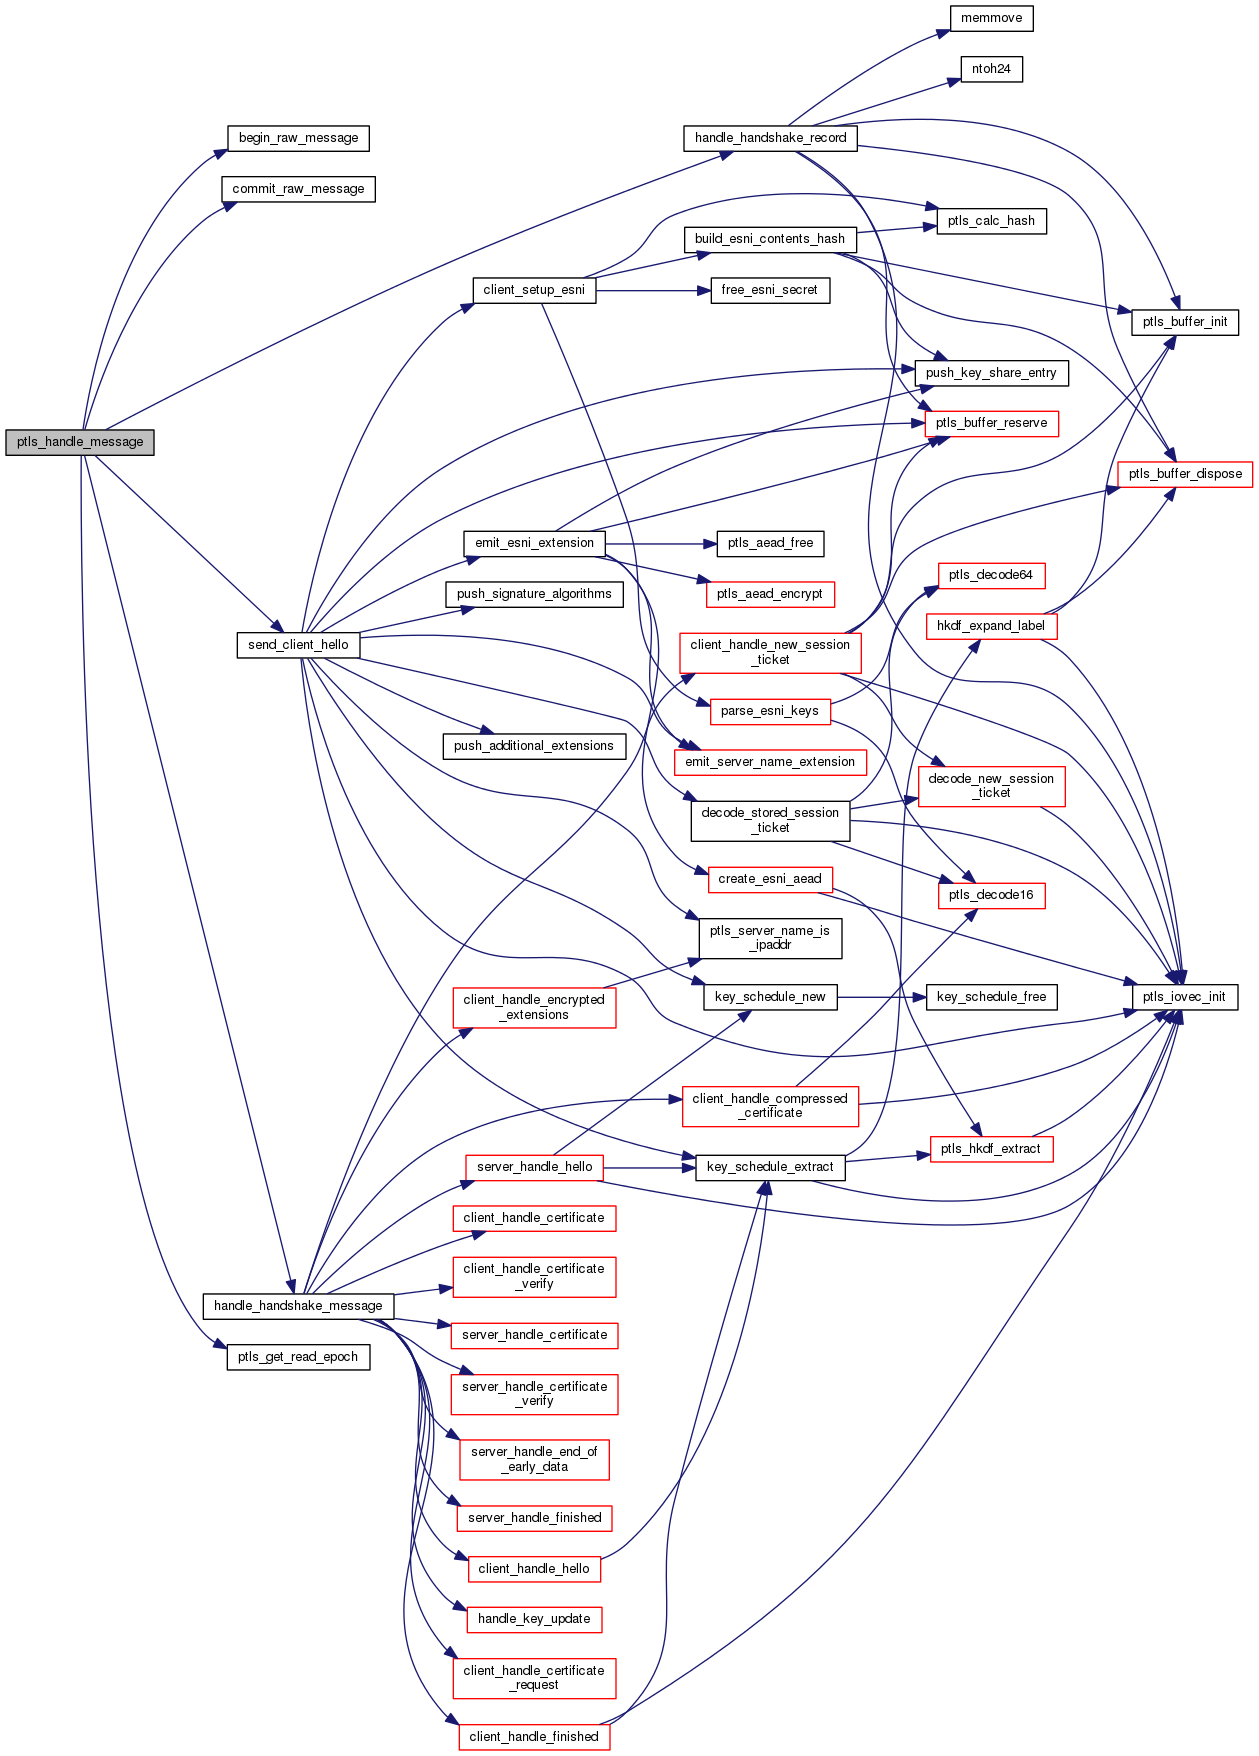 memmove
ntoh24
begin_raw_message
handle_handshake_record
commit_raw_message
ptls_calc_hash
build_esni_contents_hash
client_setup_esni
free_esni_secret
ptls_buffer_init
push_key_share_entry
ptls_buffer_reserve
ptls_handle_message
ptls_buffer_dispose
emit_esni_extension
ptls_aead_free
ptls_decode64
push_signature_algorithms
ptls_aead_encrypt
hkdf_expand_label
send_client_hello
client_handle_new_session
_ticket
parse_esni_keys
push_additional_extensions
emit_server_name_extension
decode_new_session
_ticket
decode_stored_session
_ticket
create_esni_aead
ptls_decode16
ptls_server_name_is
_ipaddr
client_handle_encrypted
_extensions
key_schedule_new
key_schedule_free
ptls_iovec_init
client_handle_compressed
_certificate
ptls_hkdf_extract
server_handle_hello
key_schedule_extract
client_handle_certificate
client_handle_certificate
_verify
handle_handshake_message
server_handle_certificate
ptls_get_read_epoch
server_handle_certificate
_verify
server_handle_end_of
_early_data
server_handle_finished
client_handle_hello
handle_key_update
client_handle_certificate
_request
client_handle_finished